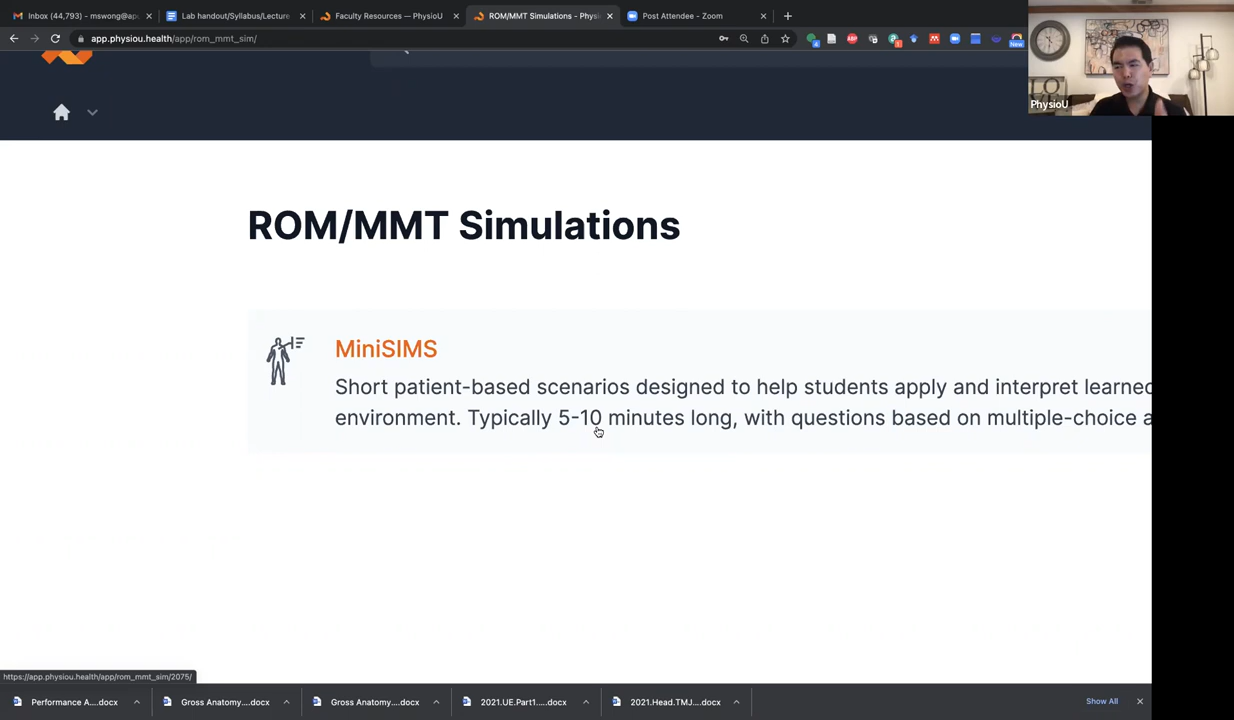 Inbox (44,793) - mswong@ap
Lab handout/Syllabus/Lecture
Faculty Resources — PhysioU
ROM/MMT Simulations - Physi
Post Attendee - Zoom
app.physiou.health/app/rom_mmt_sim/
New
PhysioU
ROM/MMT Simulations
MiniSIMS
Short patient-based scenarios designed to help students apply and interpret learned
environment. Typically 5-10 minutes long, with questions based on multiple-choice a
https://app.physiou.health/app/rom_mmt_sim/2075/
Performance A....docx
Gross Anatomy....docx
Gross Anatomy....docx
2021.UE.Part1.....docx
2021.Head.TMJ....docx
Show All